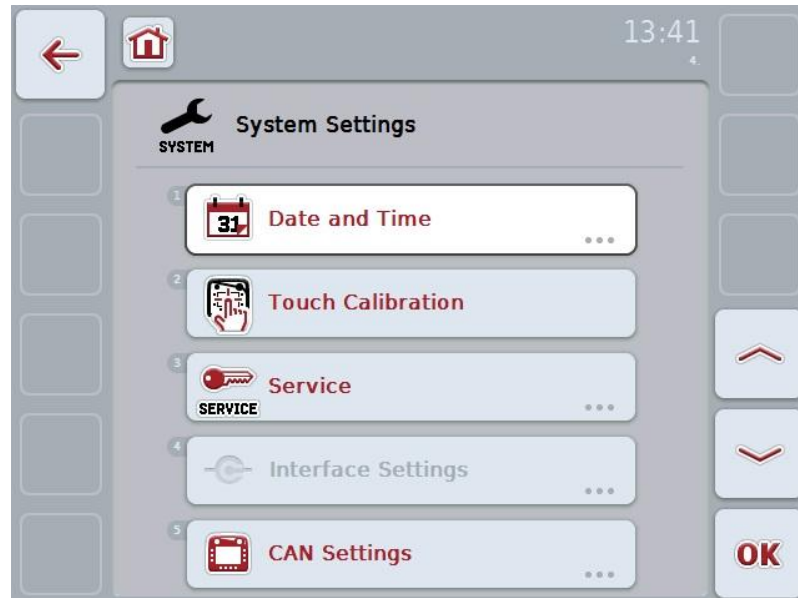 13:41
4.
System Settings
SYSTEM
1
31
Date and Time
2
Touch Calibration
3
Service
SERVICE
4
Interface Settings
5
CAN Settings
OK